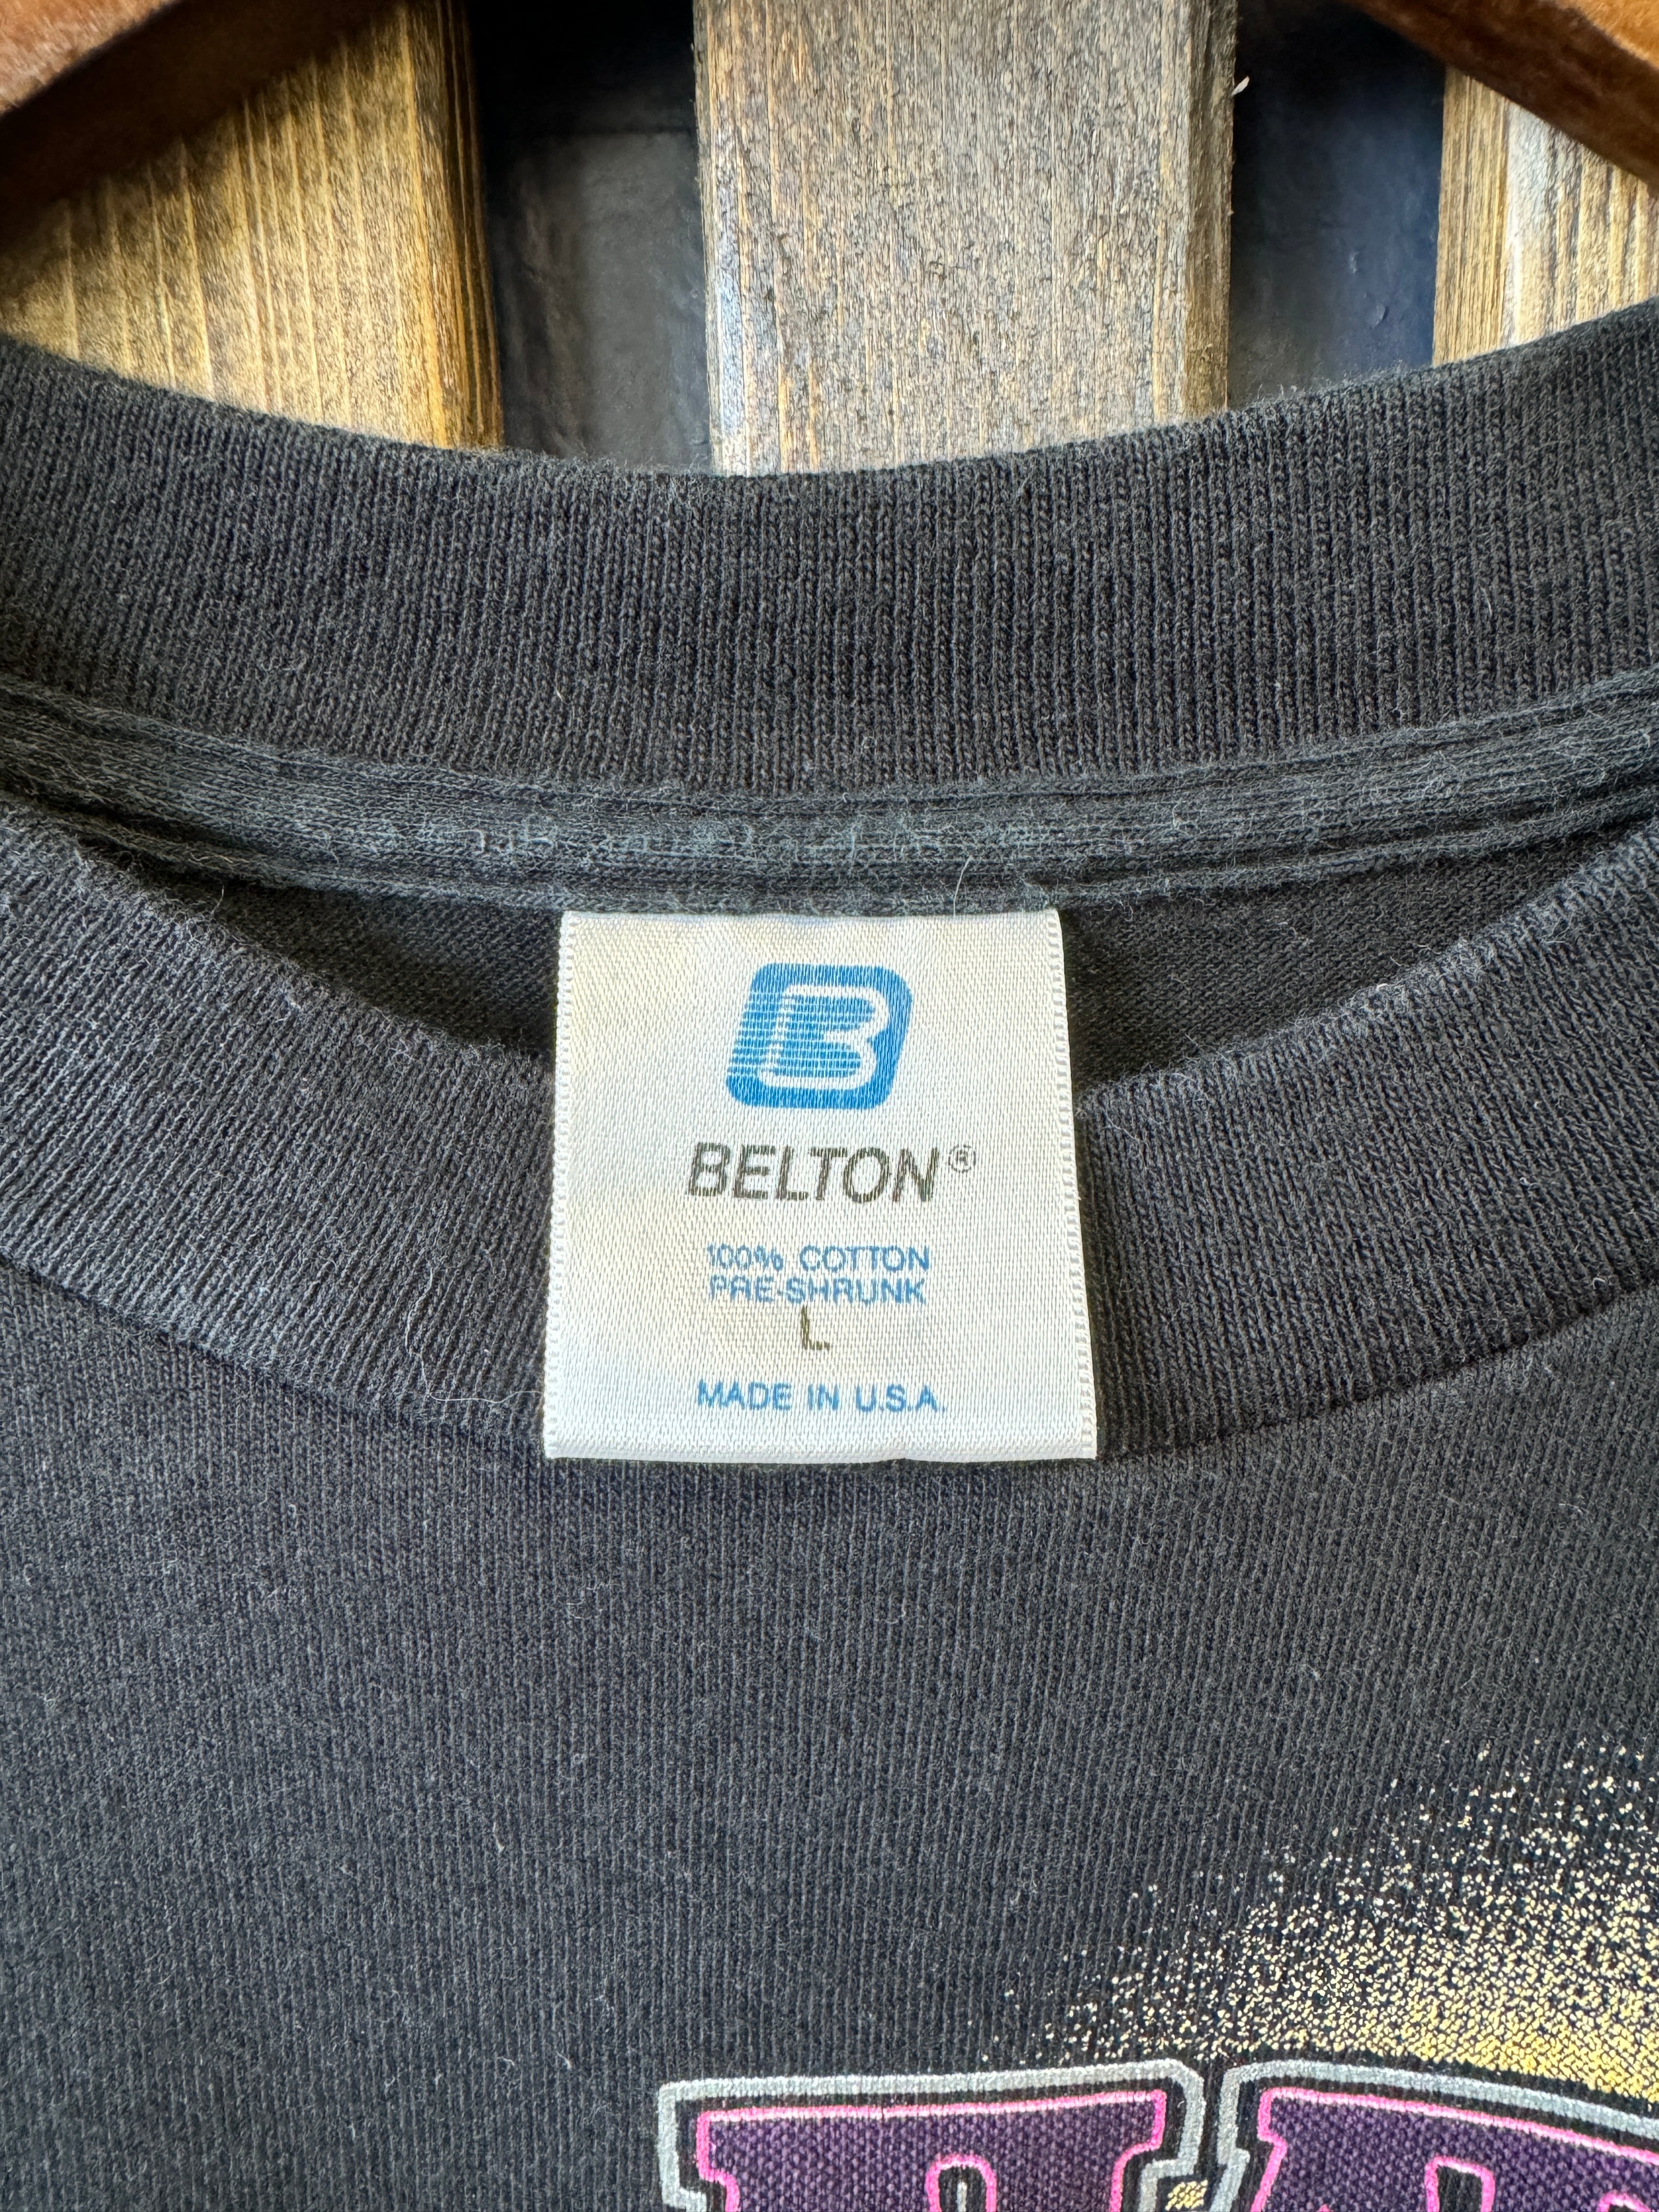 B
BELTON®
100% COTTON
PRE-SHRUNK
L
MADE IN U.S.A.